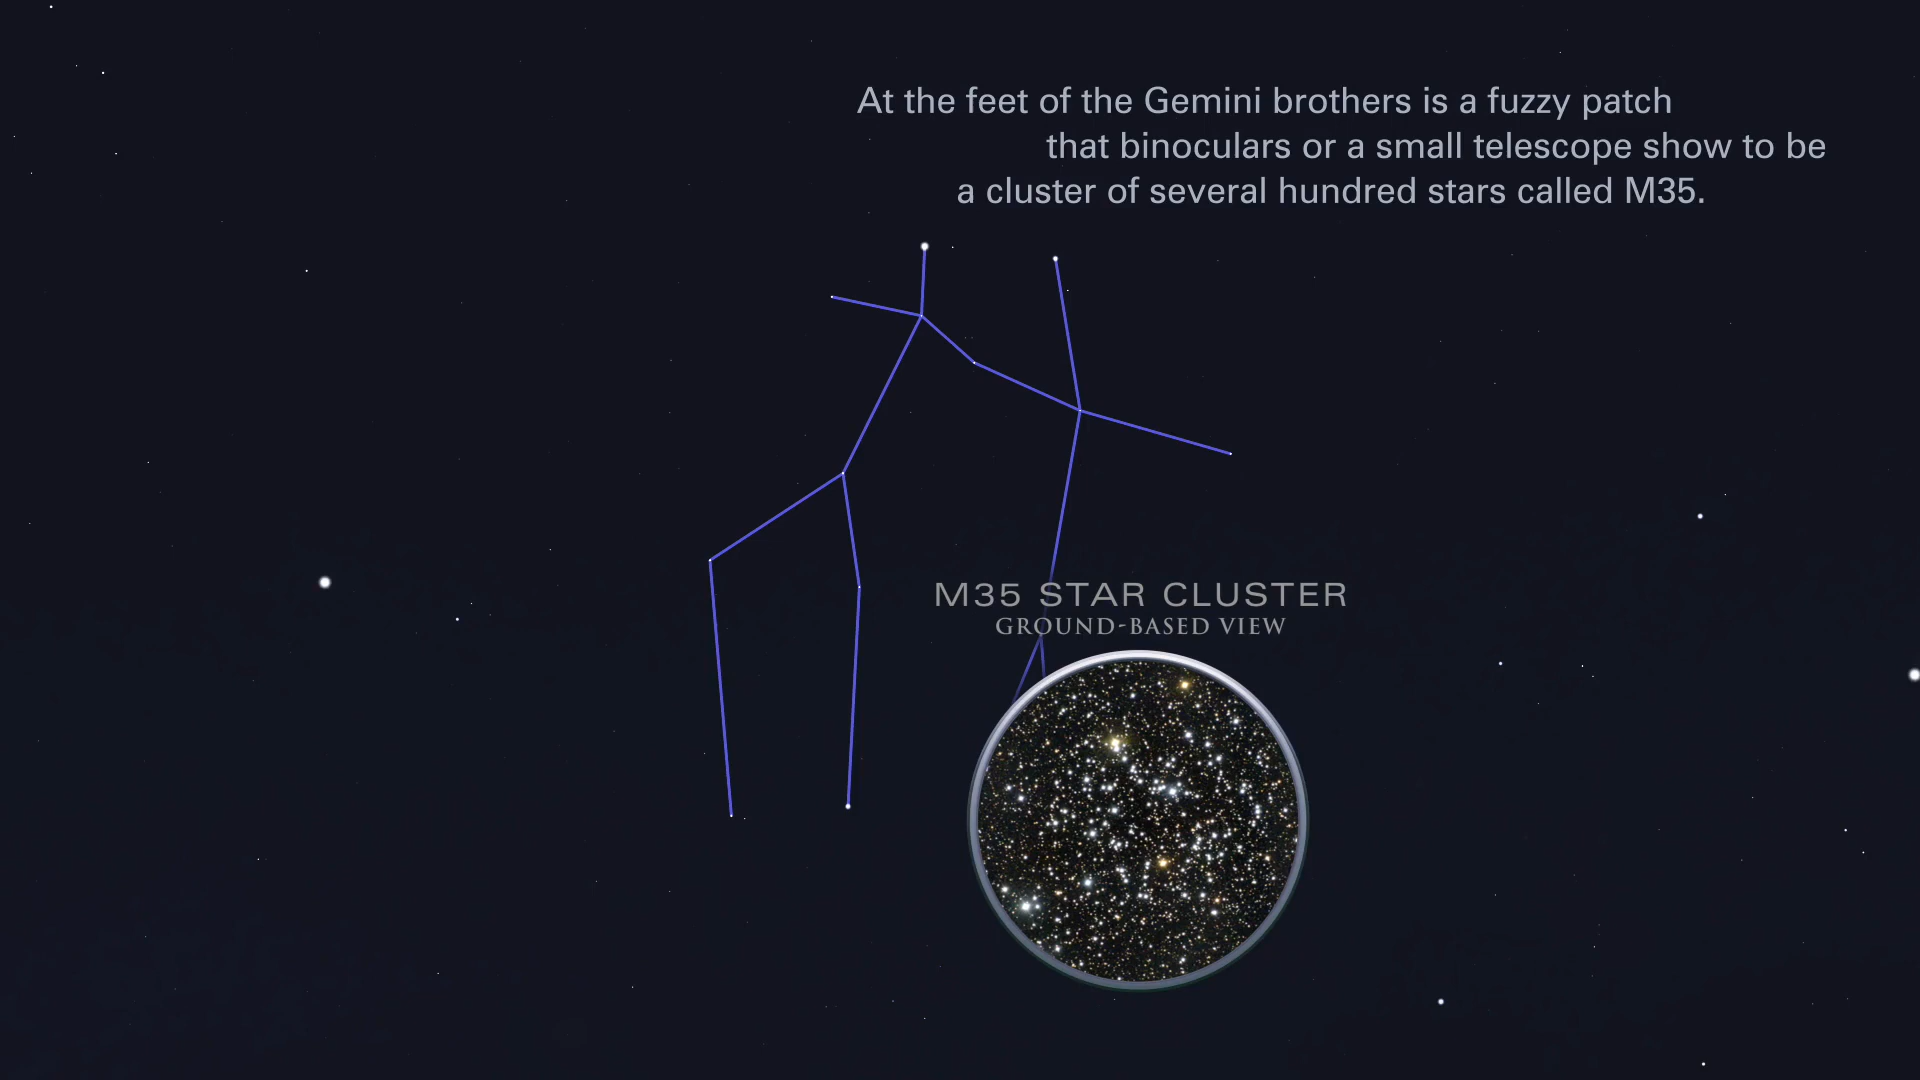 At the feet of the Gemini brothers is a fuzzy patch
that binoculars or a small telescope show to be
a cluster of several hundred stars called M35.
M35 STAR CLUSTER
GROUND-BASED VIEW